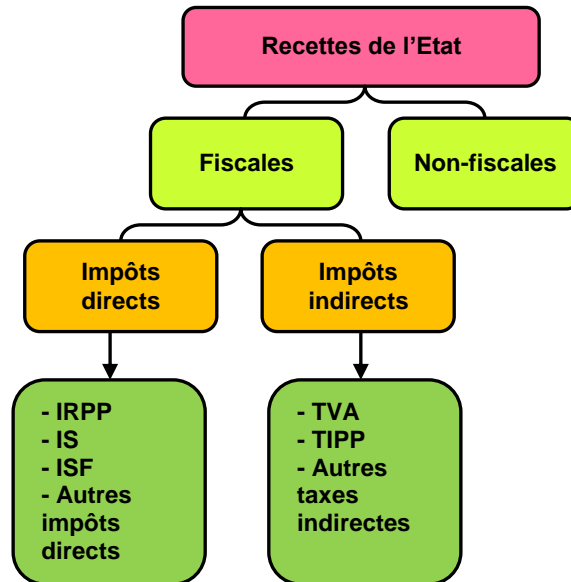 Recettes de l’Etat
Fiscales
Non-fiscales
Impôts
directs
Impôts
indirects
- IRPP
- IS
- ISF
- Autres
impôts
directs
- TVA
- TIPP
- Autres
taxes
indirectes